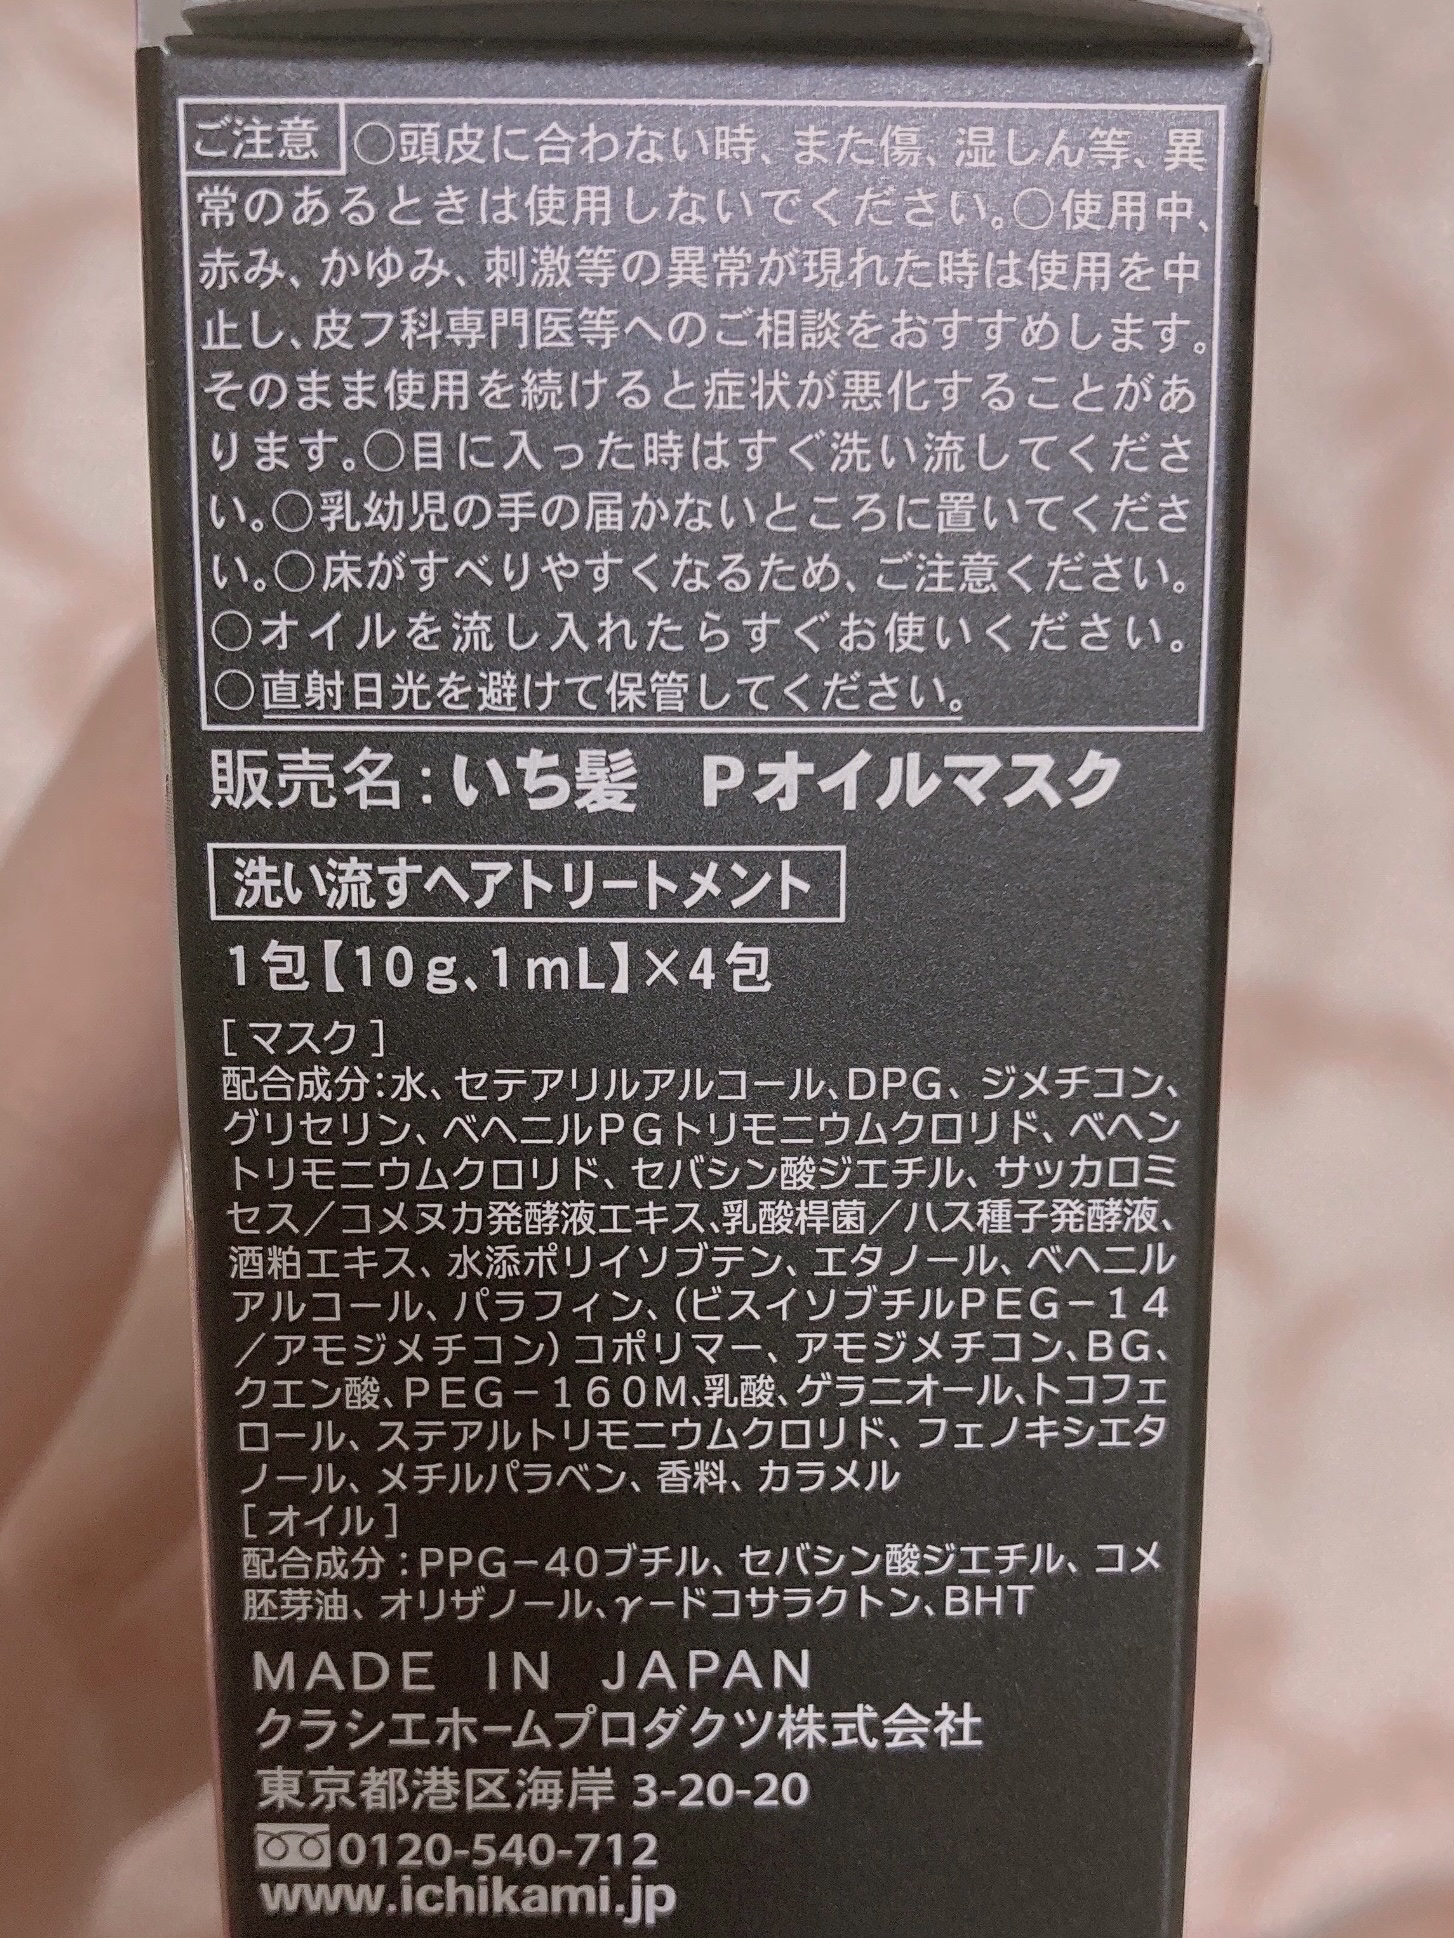 ご注意 ○頭皮に合わない時、また傷、湿しん等、異
常のあるときは使用しないでください。○使用中、
赤み、かゆみ、刺激等の異常が現れた時は使用を中
止し、皮フ科専門医等へのご相談をおすすめします。
そのまま使用を続けると症状が悪化することがあ
ります。○目に入った時はすぐ洗い流してくださ
い。○乳幼児の手の届かないところに置いてくださ
い。○床がすべりやすくなるため、ご注意ください。
○オイルを流し入れたらすぐお使いください。
○直射日光を避けて保管してください。
販売名：いち髪　Pオイルマスク
洗い流すヘアトリートメント
1包【10g、1mL】×4包
［マスク］
配合成分：水、セテアリルアルコール、DPG、ジメチコン、
グリセリン、ベヘニルPGトリモニウムクロリド、ベヘン
トリモニウムクロリド、セバシン酸ジエチル、サッカロミ
セス／コメヌカ発酵液エキス、乳酸桿菌／ハス種子発酵液、
酒粕エキス、水添ポリイソブテン、エタノール、ベヘニル
アルコール、パラフィン、（ビスイソブチルPEG－14
／アモジメチコン）コポリマー、アモジメチコン、BG、
クエン酸、PEG－160M、乳酸、ゲラニオール、トコフェ
ロール、ステアルトリモニウムクロリド、フェノキシエタ
ノール、メチルパラベン、香料、カラメル
［オイル］
配合成分：PPG－40ブチル、セバシン酸ジエチル、コメ
胚芽油、オリザノール、γ－ドコサラクトン、BHT
MADE IN JAPAN
クラシエホームプロダクツ株式会社
東京都港区海岸 3-20-20
0120-540-712
www.ichikami.jp